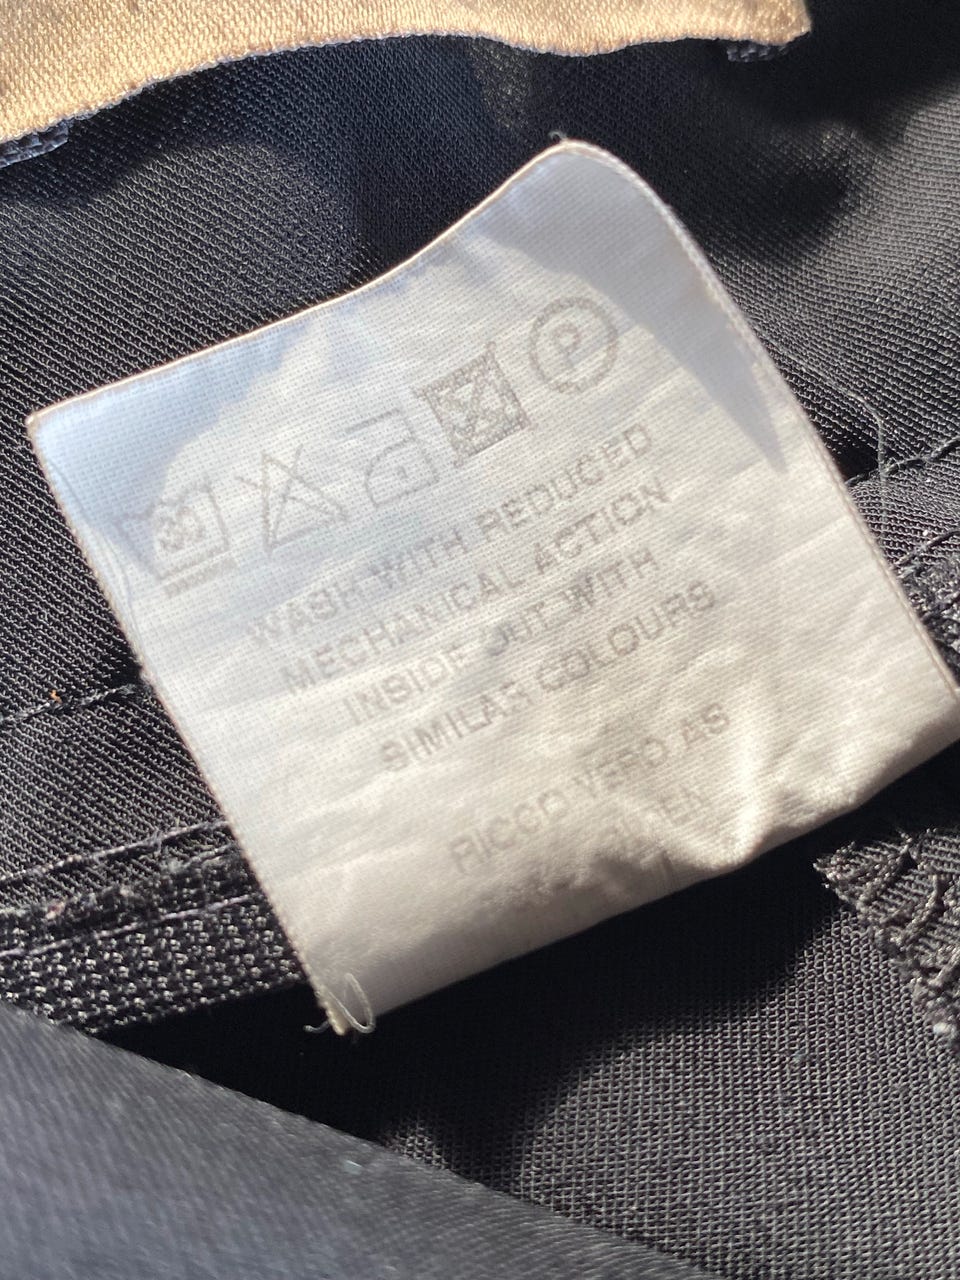 P
WASH WITH REDUCED
MECHANICAL ACTION
INSIDE OUT WITH
SIMILAR COLOURS
RICCO VERO AS